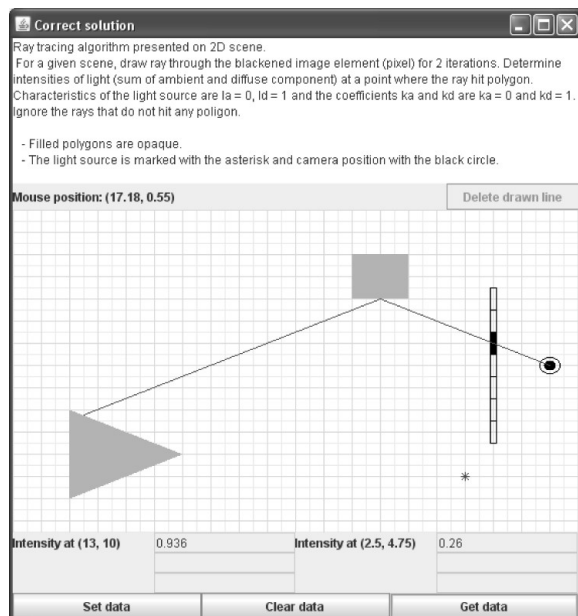 Correct solution
Ray tracing algorithm presented on 2D scene.
For a given scene, draw ray through the blackened image element (pixel) for 2 iterations. Determine
intensities of light (sum of ambient and diffuse component) at a point where the ray hit polygon.
Characteristics of the light source are Ia = 0, Id = 1 and the coefficients ka and kd are ka = 0 and kd = 1.
Ignore the rays that do not hit any poligon.
- Filled polygons are opaque.
- The light source is marked with the asterisk and camera position with the black circle.
Mouse position: (17.18, 0.55)
Delete drawn line
Intensity at (13, 10)
0.936
Intensity at (2.5, 4.75)
0.26
Set data
Clear data
Get data